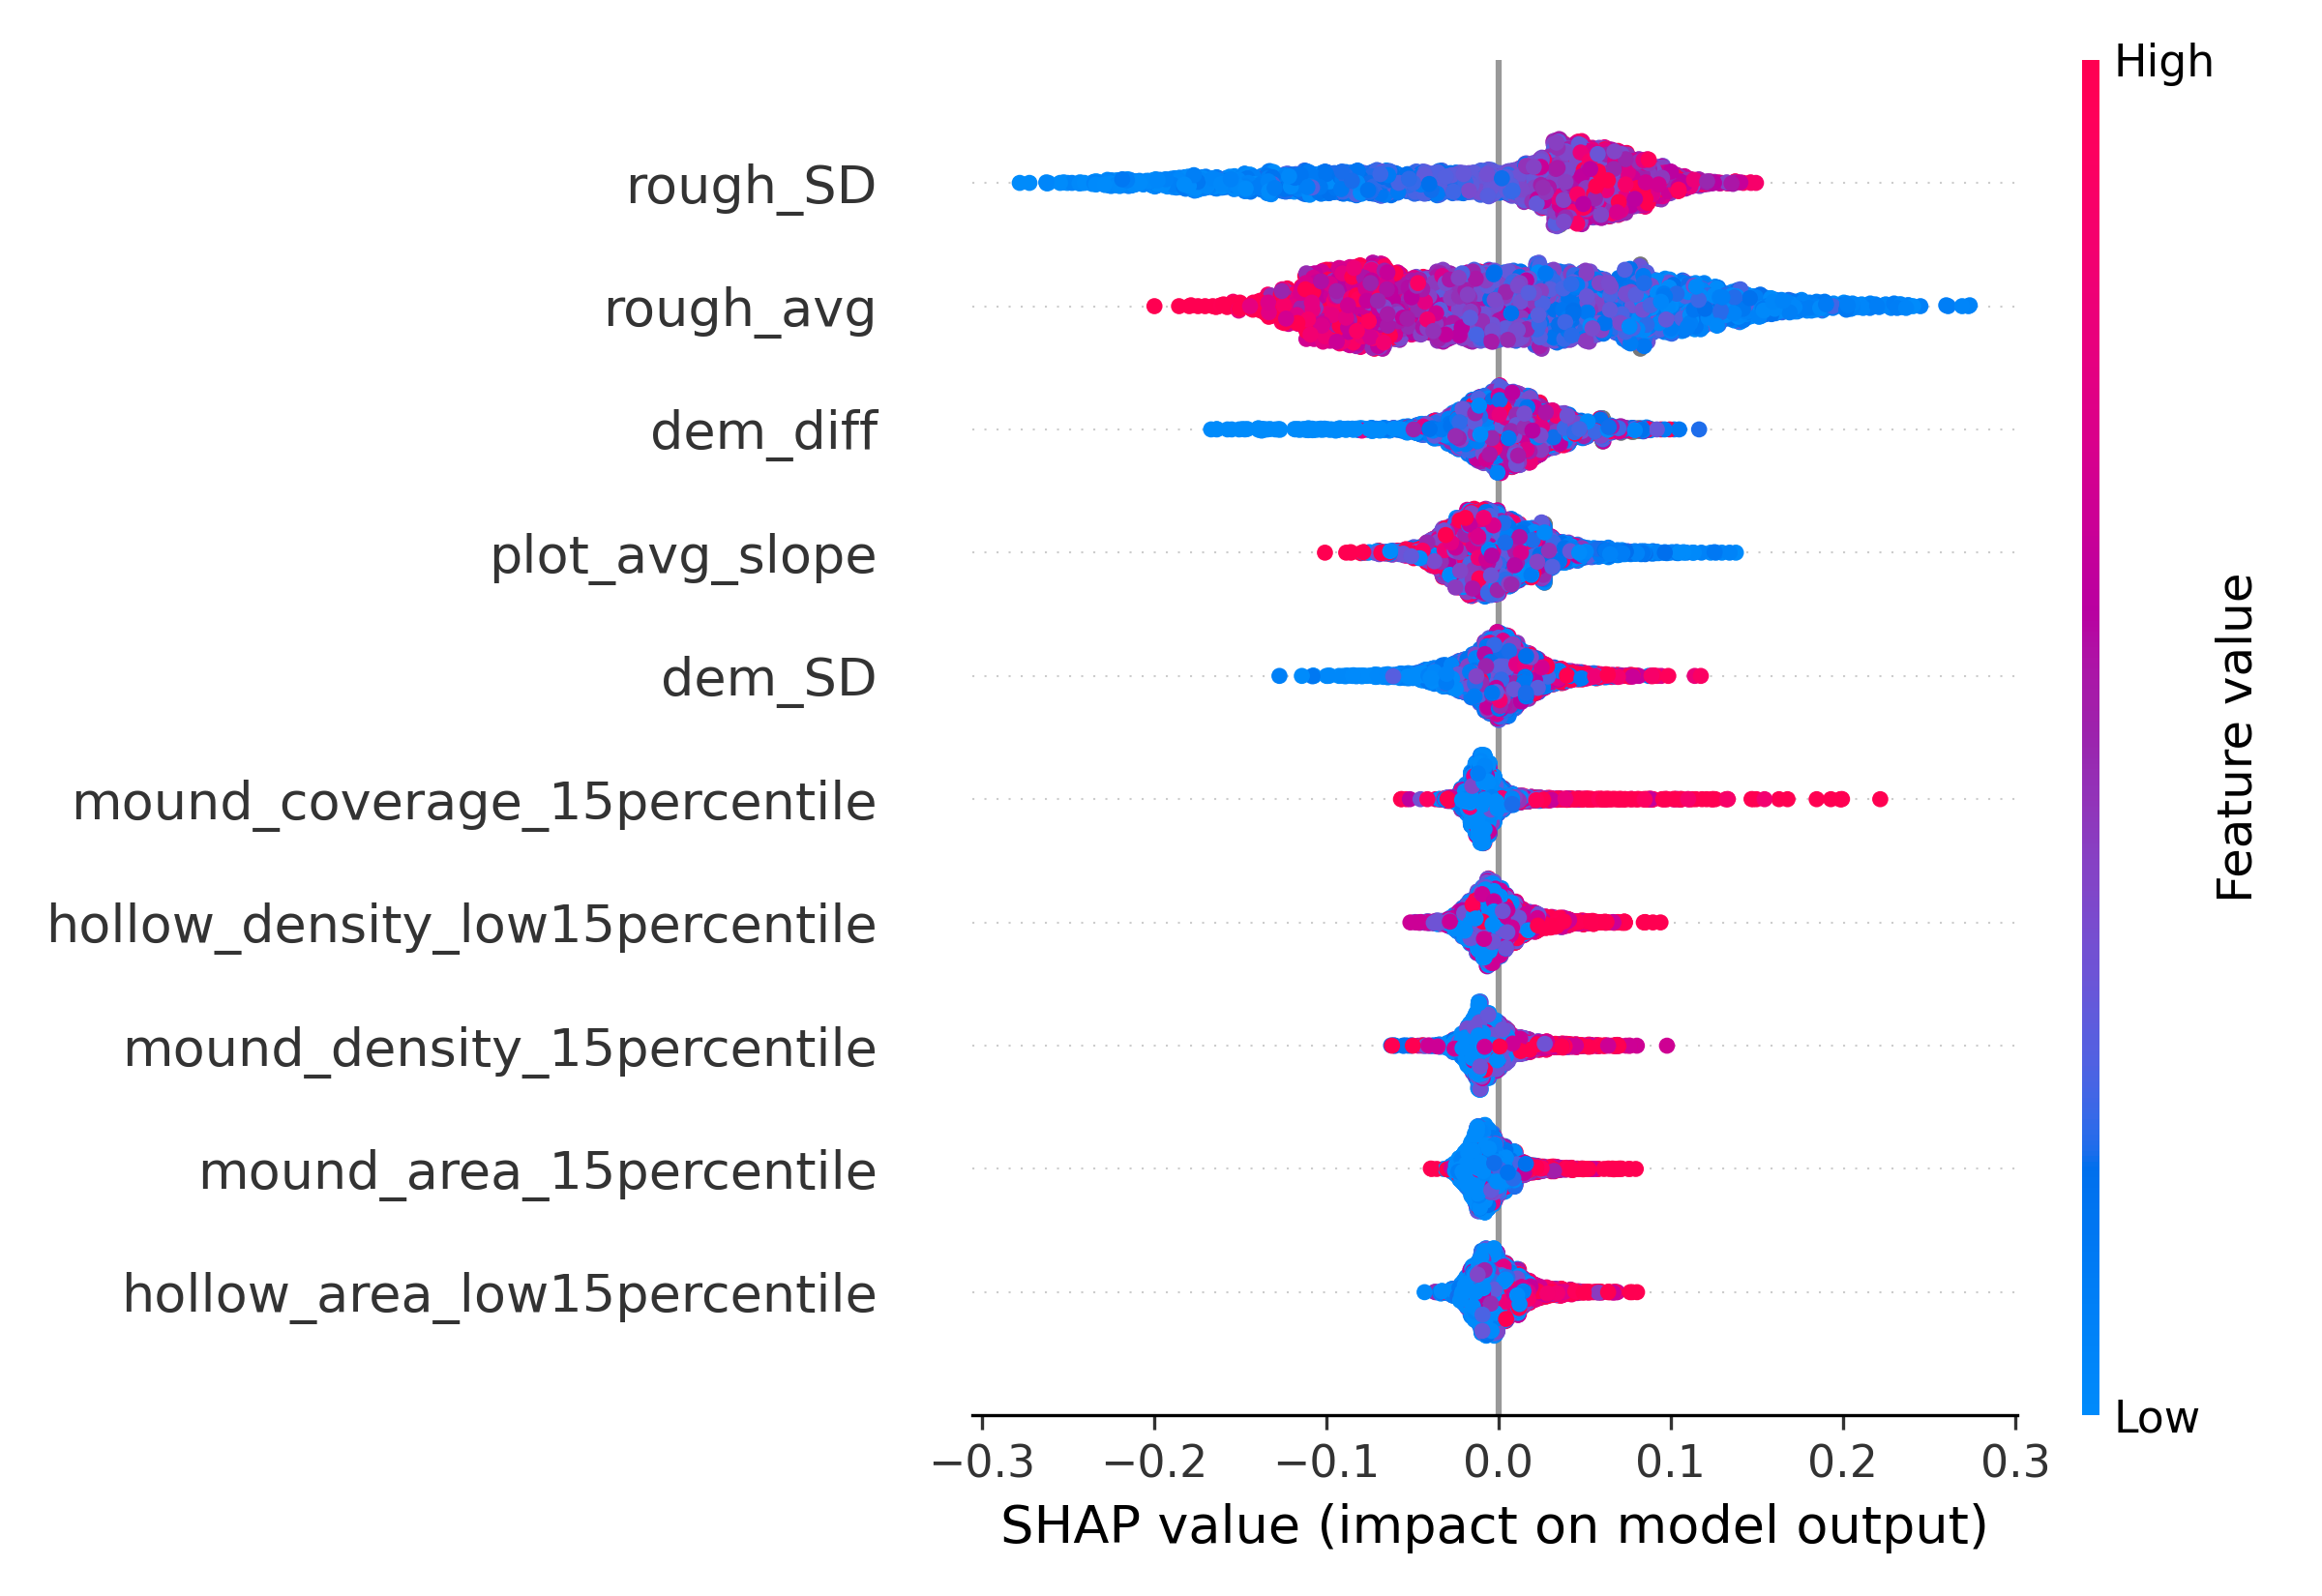 High
rough_SD
rough_avg
dem_diff
plot_avg_slope
dem_SD
mound_coverage_15percentile
hollow_density_low15percentile
mound_density_15percentile
mound_area_15percentile
hollow_area_low15percentile
Feature value
Low
−0.3 −0.2 −0.1 0.0 0.1 0.2 0.3
SHAP value (impact on model output)